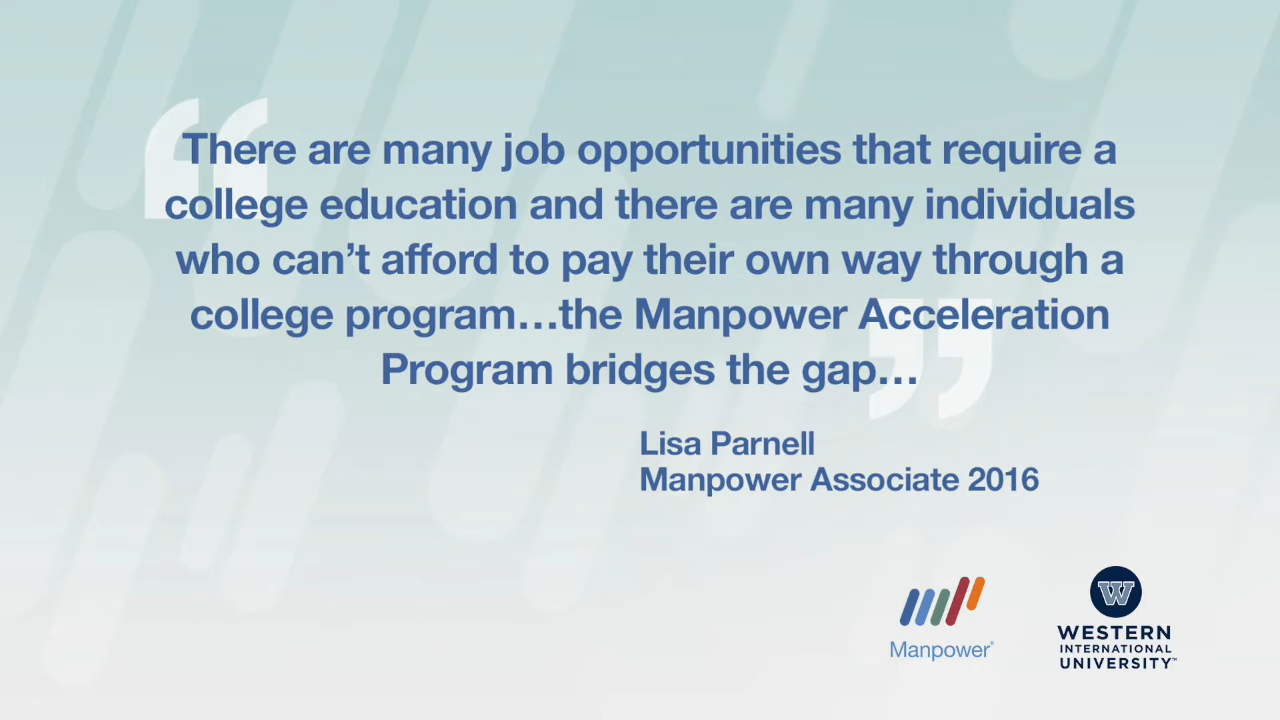 There are many job opportunities that require a
college education and there are many individuals
who can’t afford to pay their own way through a
college program…the Manpower Acceleration
Program bridges the gap…
Lisa Parnell
Manpower Associate 2016
Manpower®
W
WESTERN
INTERNATIONAL
UNIVERSITY™